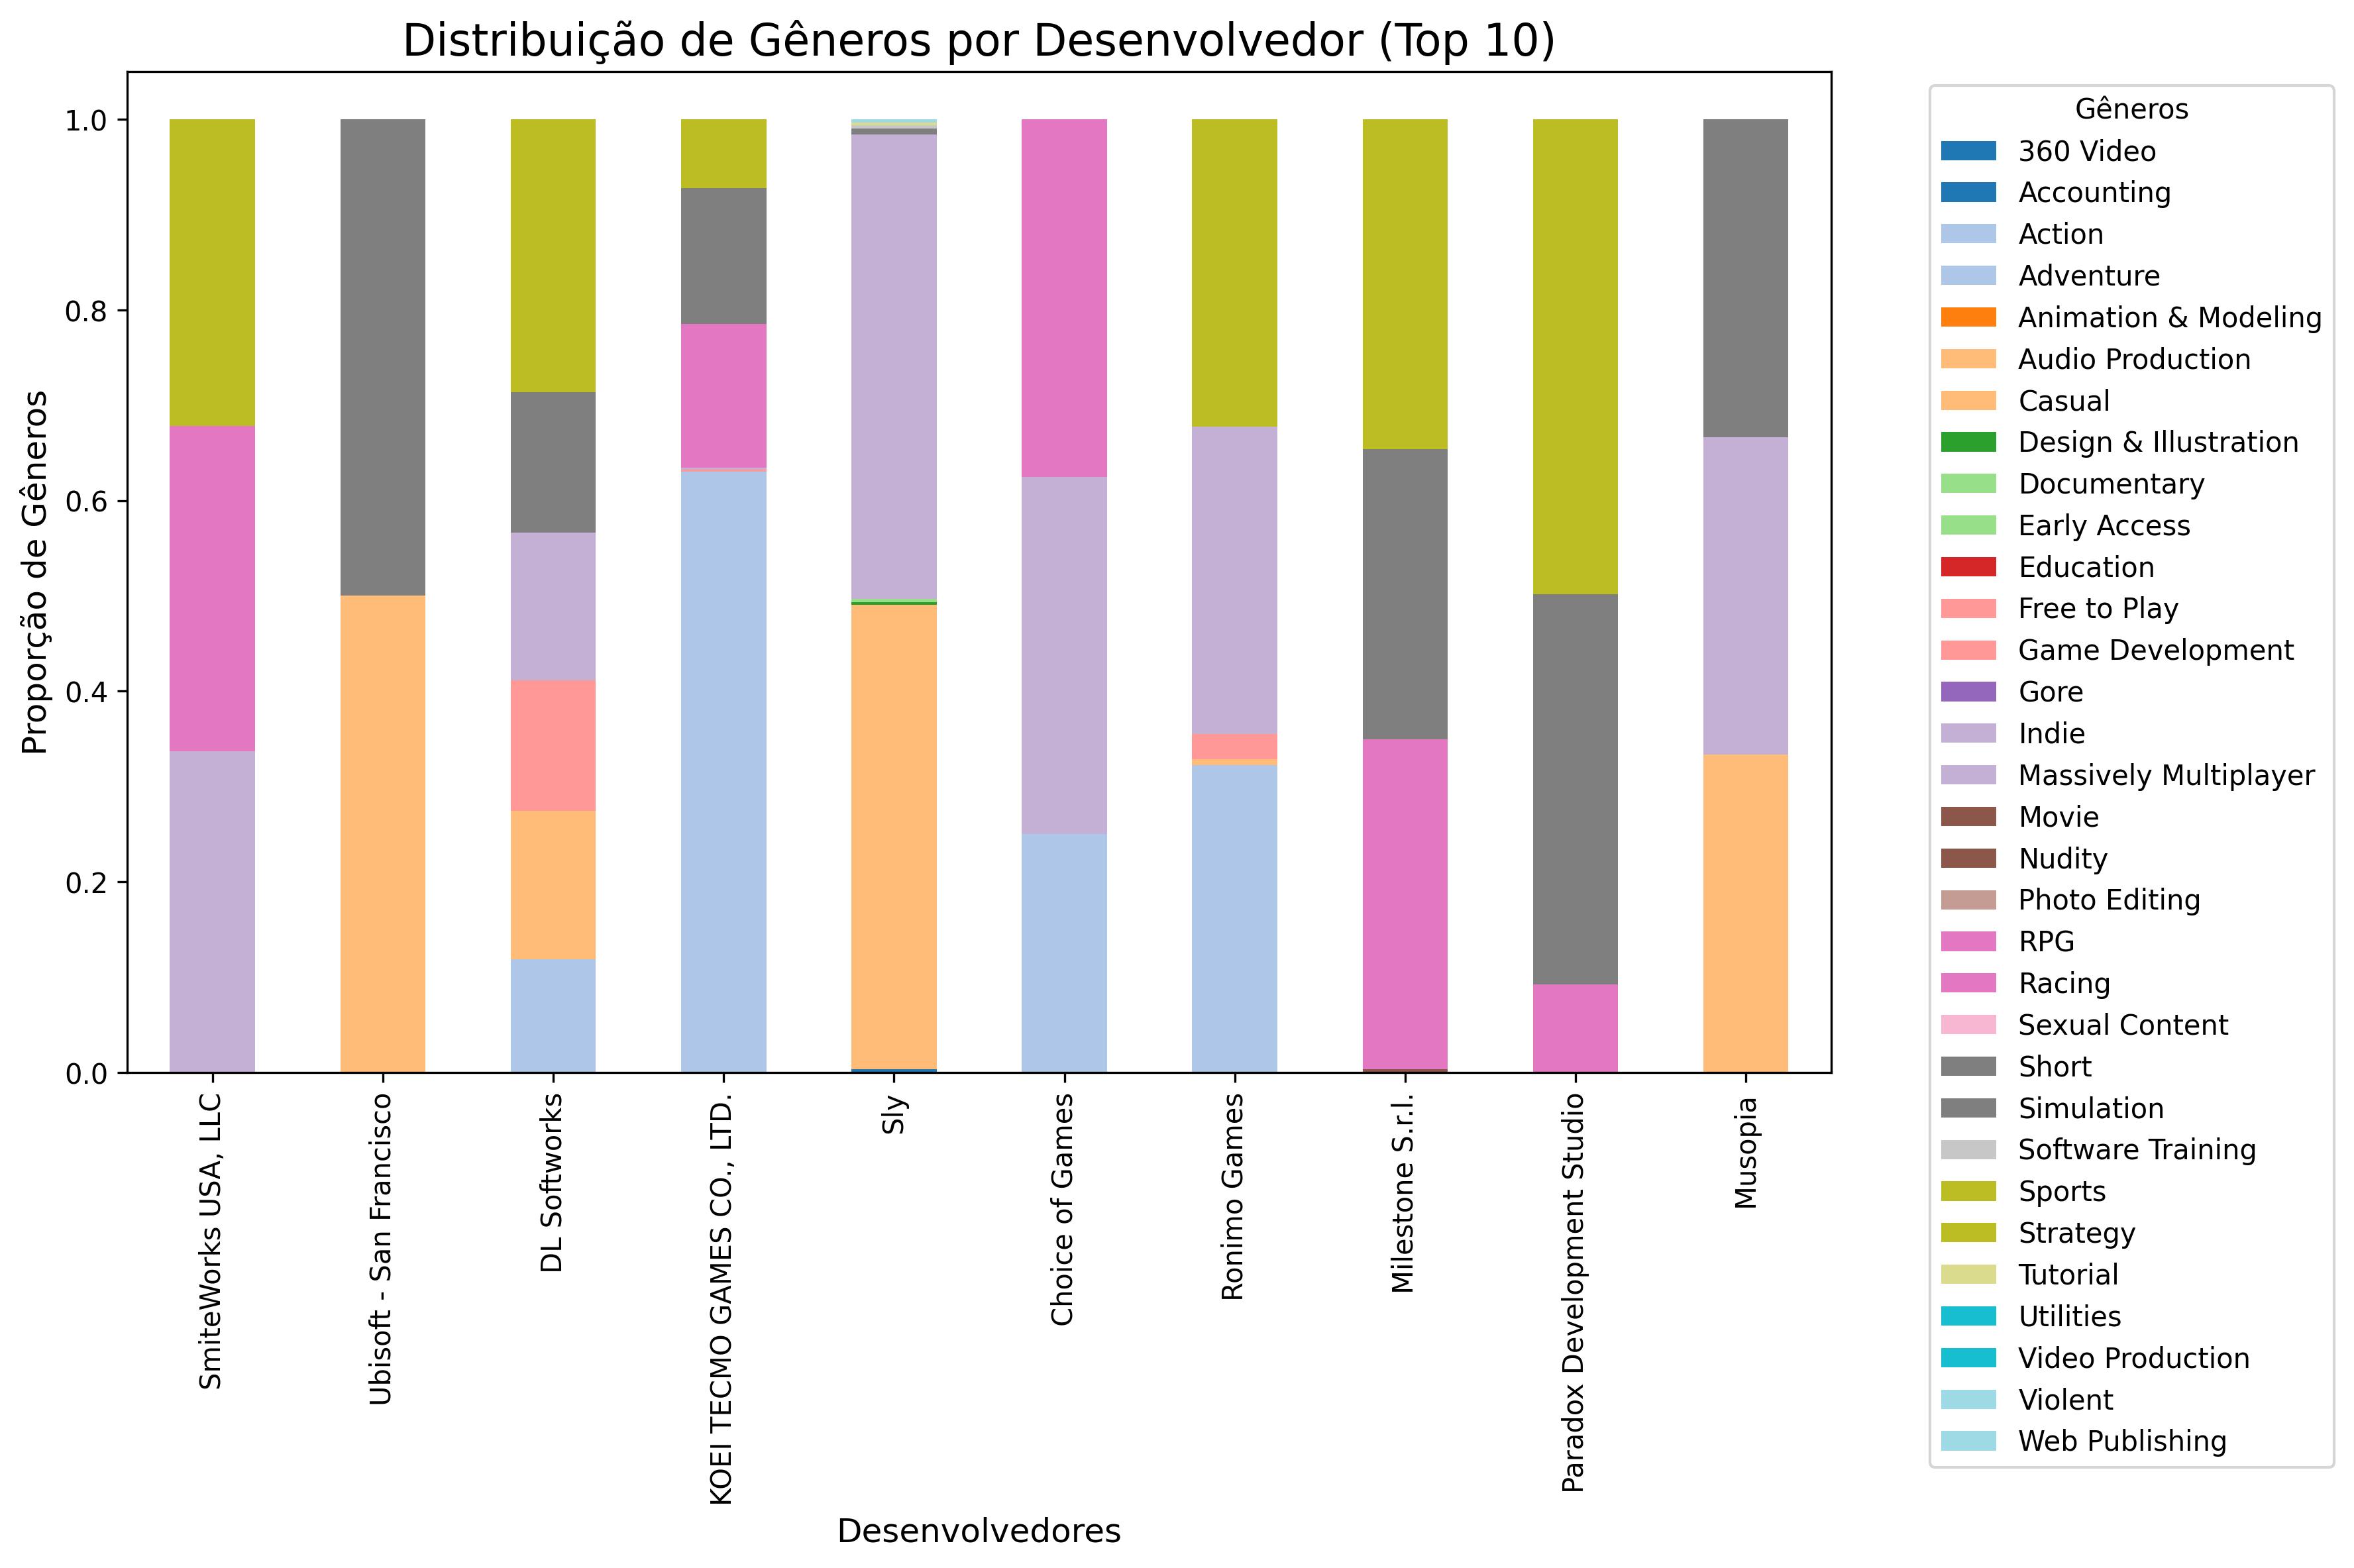 Distribuição de Gêneros por Desenvolvedor (Top 10)
Proporção de Gêneros
1.0
0.8
0.6
0.4
0.2
0.0
SmiteWorks USA, LLC
Ubisoft - San Francisco
DL Softworks
KOEI TECMO GAMES CO., LTD.
Sly
Choice of Games
Ronimo Games
Milestone S.r.l.
Paradox Development Studio
Musopia
Desenvolvedores
Gêneros
360 Video
Accounting
Action
Adventure
Animation & Modeling
Audio Production
Casual
Design & Illustration
Documentary
Early Access
Education
Free to Play
Game Development
Gore
Indie
Massively Multiplayer
Movie
Nudity
Photo Editing
RPG
Racing
Sexual Content
Short
Simulation
Software Training
Sports
Strategy
Tutorial
Utilities
Video Production
Violent
Web Publishing